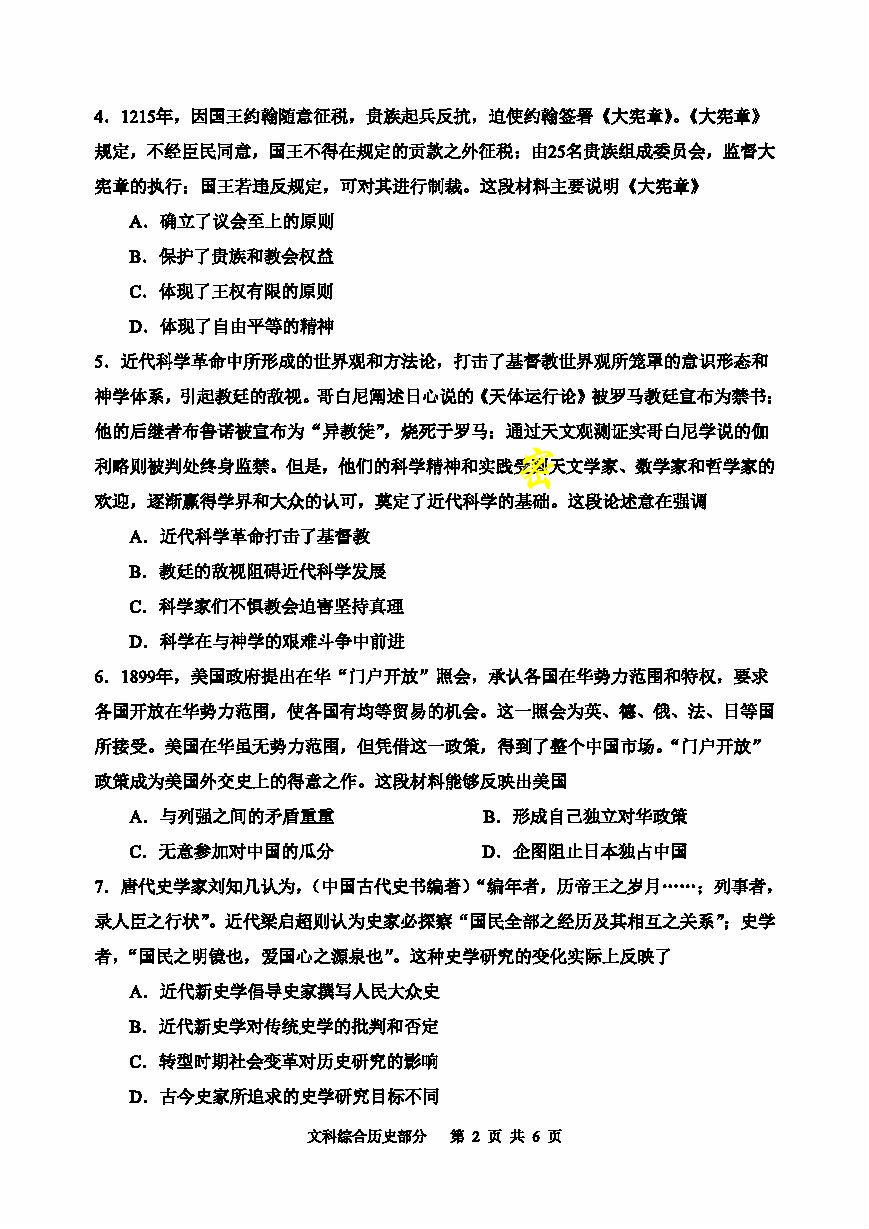 4．1215年，因国王约翰随意征税，贵族起兵反抗，迫使约翰签署《大宪章》。《大宪章》
规定，不经臣民同意，国王不得在规定的贡款之外征税；由25名贵族组成委员会，监督大
宪章的执行；国王若违反规定，可对其进行制裁。这段材料主要说明《大宪章》
A．确立了议会至上的原则
B．保护了贵族和教会权益
C．体现了王权有限的原则
D．体现了自由平等的精神
5．近代科学革命中所形成的世界观和方法论，打击了基督教世界观所笼罩的意识形态和
神学体系，引起教廷的敌视。哥白尼阐述日心说的《天体运行论》被罗马教廷宣布为禁书；
他的后继者布鲁诺被宣布为“异教徒”，烧死于罗马；通过天文观测证实哥白尼学说的伽
利略则被判处终身监禁。但是，他们的科学精神和实践密天文学家、数学家和哲学家的
欢迎，逐渐赢得学界和大众的认可，奠定了近代科学的基础。这段论述意在强调
A．近代科学革命打击了基督教
B．教廷的敌视阻碍近代科学发展
C．科学家们不惧教会迫害坚持真理
D．科学在与神学的艰难斗争中前进
6．1899年，美国政府提出在华“门户开放”照会，承认各国在华势力范围和特权，要求
各国开放在华势力范围，使各国有均等贸易的机会。这一照会为英、德、俄、法、日等国
所接受。美国在华虽无势力范围，但凭借这一政策，得到了整个中国市场。“门户开放”
政策成为美国外交史上的得意之作。这段材料能够反映出美国
A．与列强之间的矛盾重重 B．形成自己独立对华政策
C．无意参加对中国的瓜分 D．企图阻止日本独占中国
7．唐代史学家刘知几认为，（中国古代史书编著）“编年者，历帝王之岁月……；列事者，
录人臣之行状”。近代梁启超则认为史家必探察“国民全部之经历及其相互之关系”；史学
者，“国民之明镜也，爱国心之源泉也”。这种史学研究的变化实际上反映了
A．近代新史学倡导史家撰写人民大众史
B．近代新史学对传统史学的批判和否定
C．转型时期社会变革对历史研究的影响
D．古今史家所追求的史学研究目标不同
文科综合历史部分 第 2 页 共 6 页